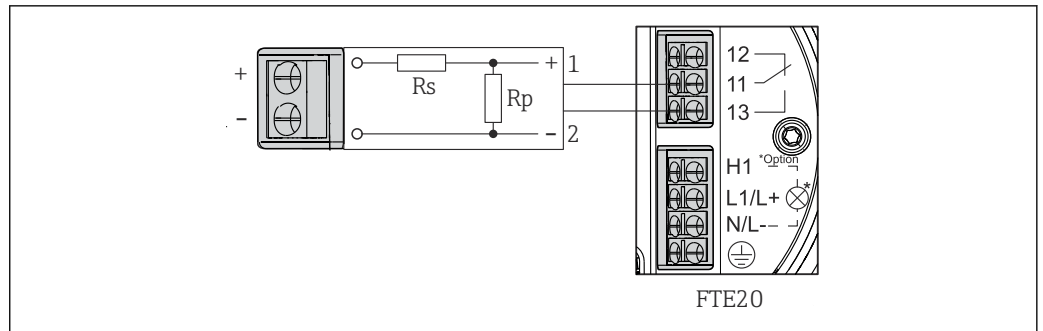 +
-
Rs
Rp
+ 1
- 2
12
11
13
H1 *Option
L1/L+ *
N/L-
FTE20